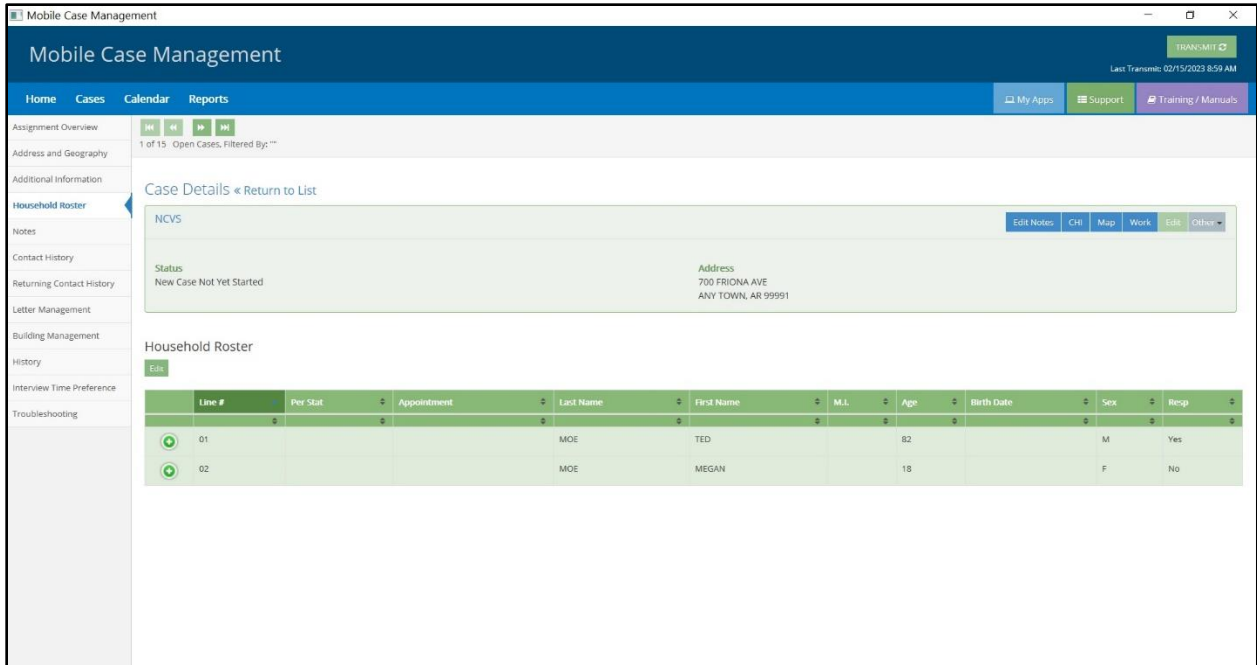 Mobile Case Management
Mobile Case Management
TRANSMIT
Last Transmit: 02/15/2023 8:59 AM
Home Cases Calendar Reports My Apps Support Training / Manuals
Assignment Overview
Address and Geography
Additional Information
Household Roster
Notes
Contact History
Returning Contact History
Letter Management
Building Management
History
Interview Time Preference
Troubleshooting
1 of 15 Open Cases, Filtered By: ""
Case Details « Return to List
NCVS Edit Notes CHI Map Work Edit Other
Status Address
New Case Not Yet Started 700 FRIONA AVE
ANY TOWN, AR 99991
Household Roster
Edit
Line # Per Stat Appointment Last Name First Name M.I. Age Birth Date Sex Resp
01 MOE TED 82 M Yes
02 MOE MEGAN 18 F No